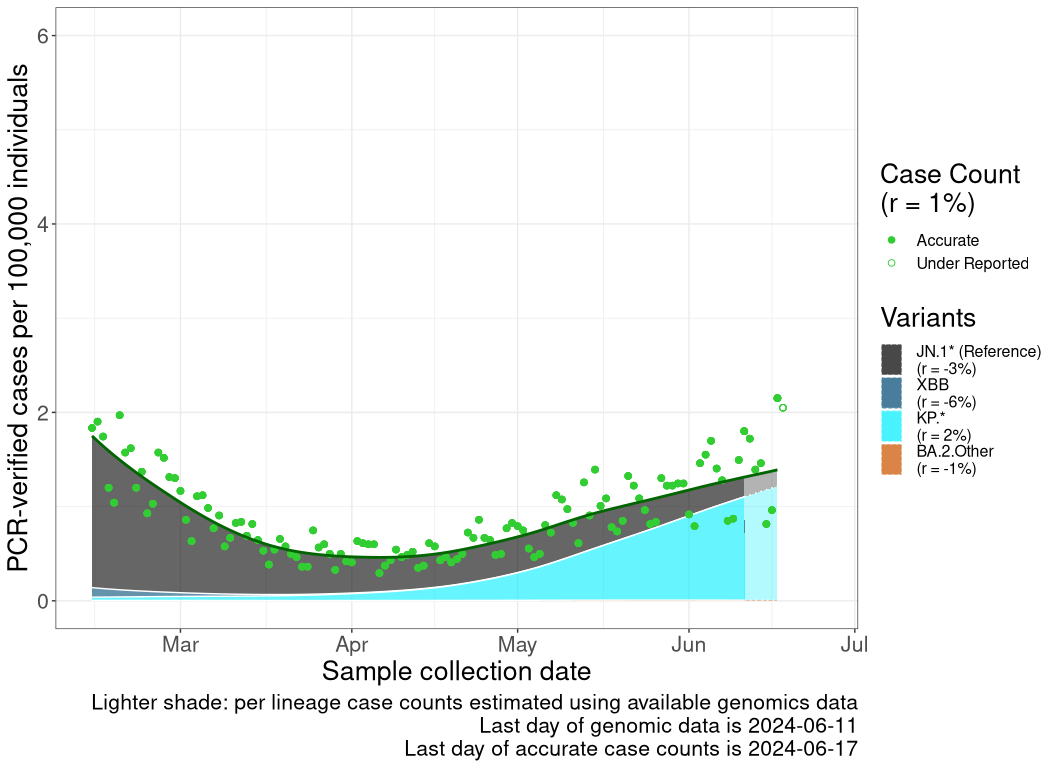 PCR-verified cases per 100,000 individuals
6
4
2
0
Mar
Apr
May
Jun
Jul
Sample collection date
Lighter shade: per lineage case counts estimated using available genomics data
Last day of genomic data is 2024-06-11
Last day of accurate case counts is 2024-06-17
Case Count
(r = 1%)
Accurate
Under Reported
Variants
JN.1* (Reference)
(r = -3%)
XBB
(r = -6%)
KP.*
(r = 2%)
BA.2.Other
(r = -1%)